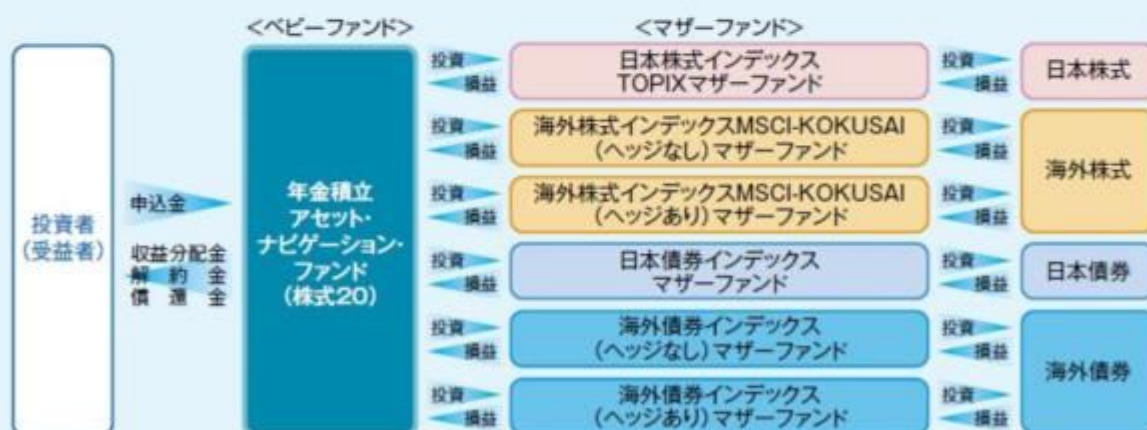 <ベビーファンド>
<マザーファンド>
投資者
(受益者)
申込金
収益分配金
解約金
償還金
年金積立
アセット・
ナビゲーション・
ファンド
(株式20)
投資
損益
日本株式インデックス
TOPIXマザーファンド
投資
損益
日本株式
投資
損益
海外株式インデックスMSCI-KOKUSAI
(ヘッジなし)マザーファンド
投資
損益
投資
損益
海外株式インデックスMSCI-KOKUSAI
(ヘッジあり)マザーファンド
投資
損益
海外株式
投資
損益
日本債券インデックス
マザーファンド
投資
損益
日本債券
投資
損益
海外債券インデックス
(ヘッジなし)マザーファンド
投資
損益
投資
損益
海外債券インデックス
(ヘッジあり)マザーファンド
投資
損益
海外債券